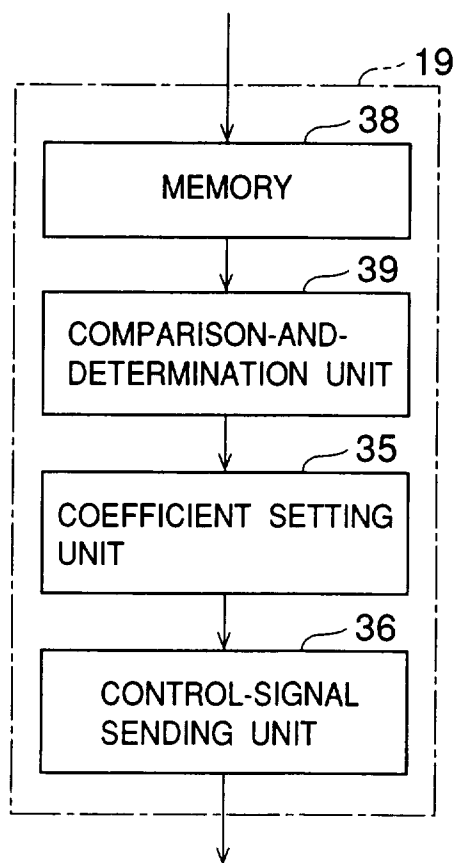 19
38
MEMORY
39
COMPARISON-AND-
DETERMINATION UNIT
35
COEFFICIENT SETTING
UNIT
36
CONTROL-SIGNAL
SENDING UNIT